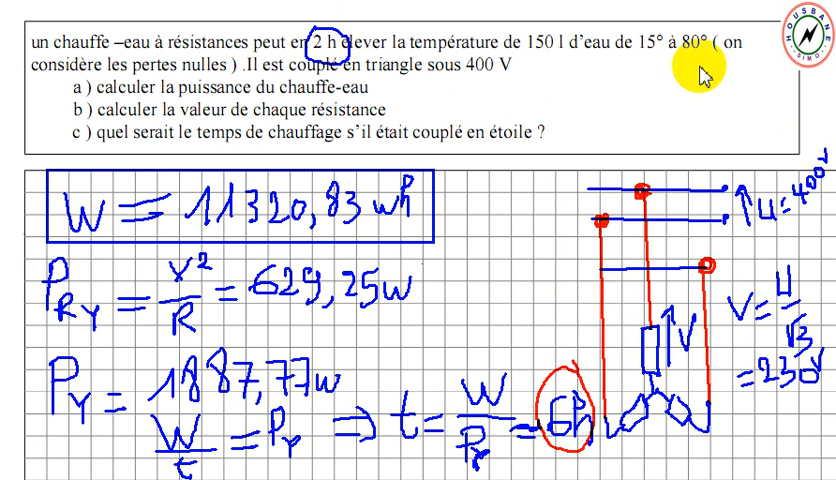 un chauffe –eau à résistances peut en 2 h élever la température de 150 l d'eau de 15° à 80° ( on
considère les pertes nulles ) .Il est couplé en triangle sous 400 V
a ) calculer la puissance du chauffe-eau
b ) calculer la valeur de chaque résistance
c ) quel serait le temps de chauffage s'il était couplé en étoile ?
HOUSBANE
SIMO
W = 11320,83 wh
U = 400V
P_RY = V²/R = 629,25w
V = U/√3
= 230V
V
P_Y = 1887,77w
W/t = P_Y ⇒ t = W/P_Y = 6h